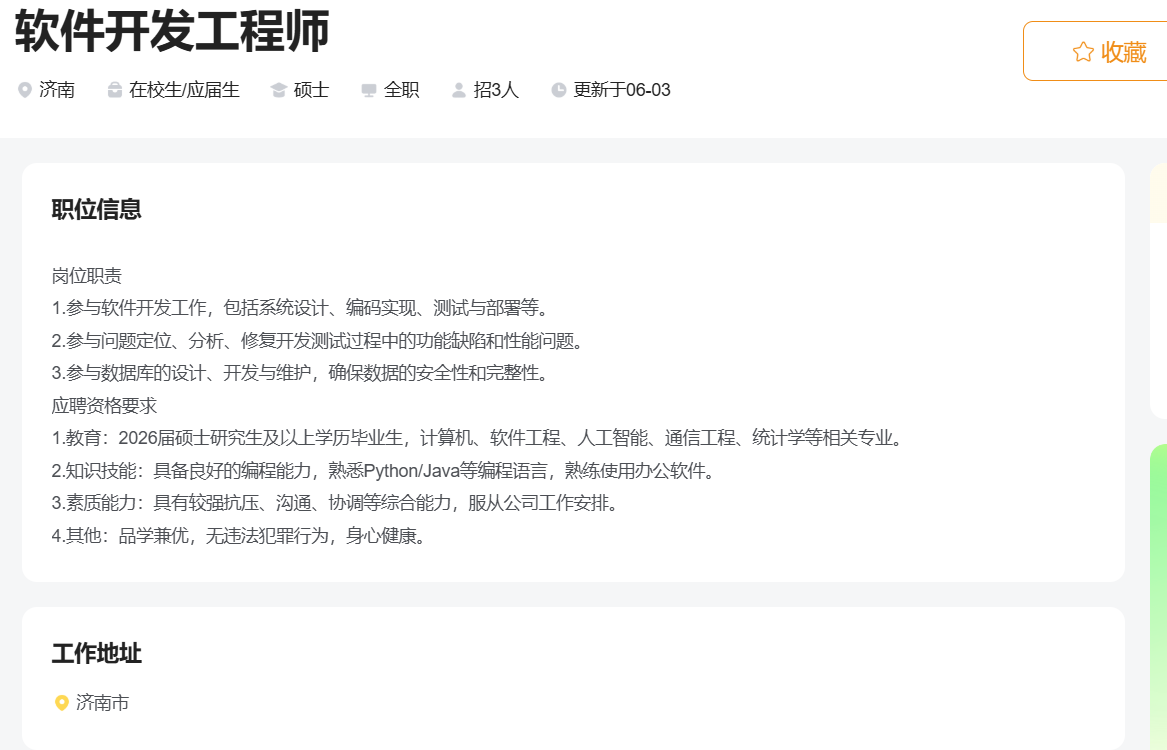 软件开发工程师
收藏
济南 在校生/应届生 硕士 全职 招3人 更新于06-03
职位信息
岗位职责
1.参与软件开发工作，包括系统设计、编码实现、测试与部署等。
2.参与问题定位、分析、修复开发测试过程中的功能缺陷和性能问题。
3.参与数据库的设计、开发与维护，确保数据的安全性和完整性。
应聘资格要求
1.教育：2026届硕士研究生及以上学历毕业生，计算机、软件工程、人工智能、通信工程、统计学等相关专业。
2.知识技能：具备良好的编程能力，熟悉Python/Java等编程语言，熟练使用办公软件。
3.素质能力：具有较强抗压、沟通、协调等综合能力，服从公司工作安排。
4.其他：品学兼优，无违法犯罪行为，身心健康。
工作地址
济南市